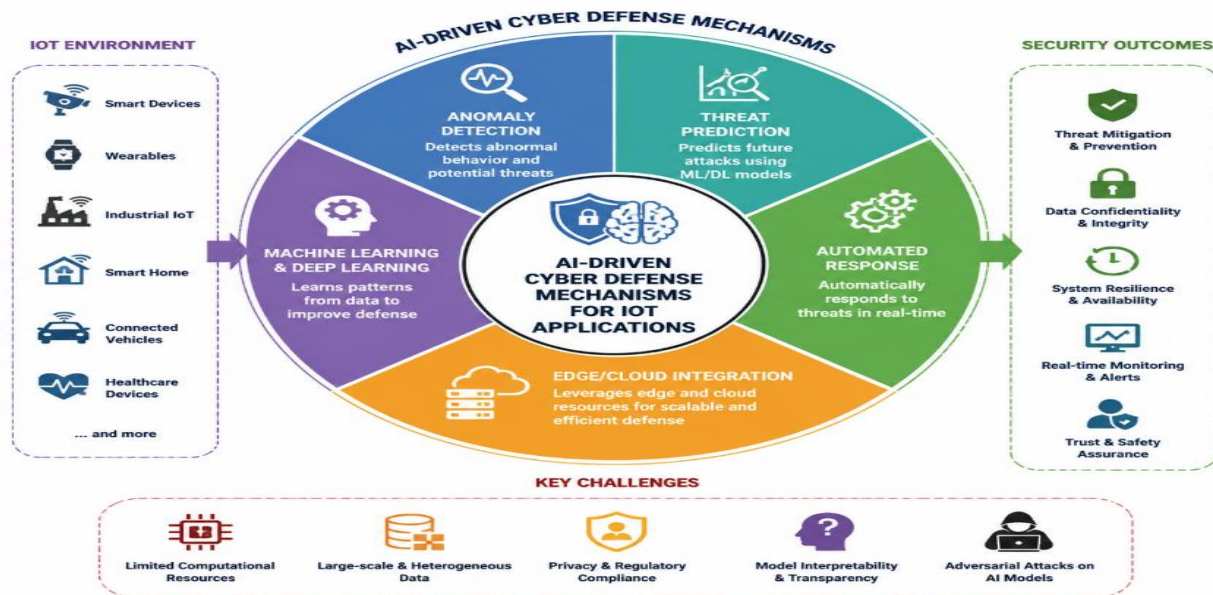 AI-DRIVEN CYBER DEFENSE MECHANISMS
IOT ENVIRONMENT
Smart Devices
Wearables
Industrial IoT
Smart Home
Connected
Vehicles
Healthcare
Devices
... and more
ANOMALY
DETECTION
Detects abnormal
behavior and
potential threats
THREAT
PREDICTION
Predicts future
attacks using
ML/DL models
MACHINE LEARNING
& DEEP LEARNING
Learns patterns
from data to
improve defense
AI-DRIVEN
CYBER DEFENSE
MECHANISMS
FOR IOT
APPLICATIONS
AUTOMATED
RESPONSE
Automatically
responds to
threats in real-time
EDGE/CLOUD INTEGRATION
Leverages edge and cloud
resources for scalable and
efficient defense
SECURITY OUTCOMES
Threat Mitigation
& Prevention
Data Confidentiality
& Integrity
System Resilience
& Availability
Real-time Monitoring
& Alerts
Trust & Safety
Assurance
KEY CHALLENGES
Limited Computational
Resources
Large-scale & Heterogeneous
Data
Privacy & Regulatory
Compliance
?
Model Interpretability
& Transparency
Adversarial Attacks on
AI Models